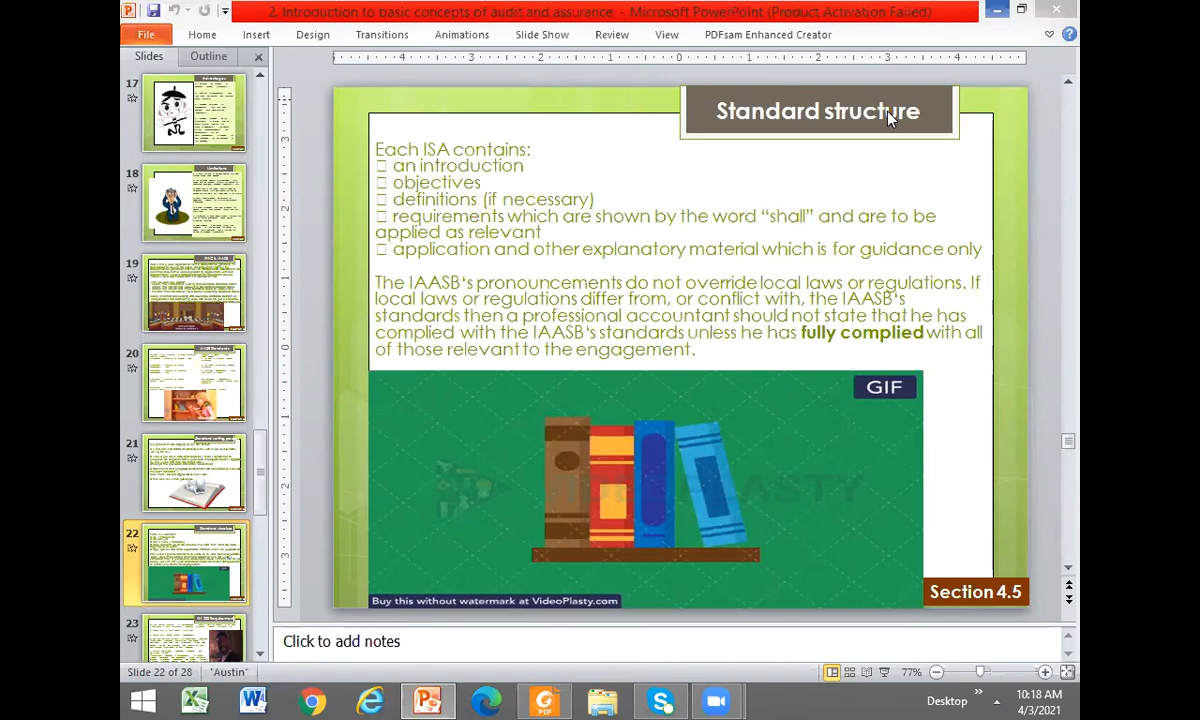 2. Introduction to basic concepts of audit and assurance - Microsoft PowerPoint (Product Activation Failed)
File Home Insert Design Transitions Animations Slide Show Review View PDFsam Enhanced Creator
Slides Outline
17
18
19
20
21
22
23
Standard structure
Each ISA contains:
an introduction
objectives
definitions (if necessary)
requirements which are shown by the word “shall” and are to be
applied as relevant
application and other explanatory material which is for guidance only
The IAASB‘s pronouncements do not override local laws or regulations. If
local laws or regulations differ from, or conflict with, the IAASB‘s
standards then a professional accountant should not state that he has
complied with the IAASB‘s standards unless he has fully complied with all
of those relevant to the engagement.
GIF
Buy this without watermark at VideoPlasty.com
Section 4.5
Click to add notes
Slide 22 of 28 "Austin" 77%
Desktop
10:18 AM
4/3/2021